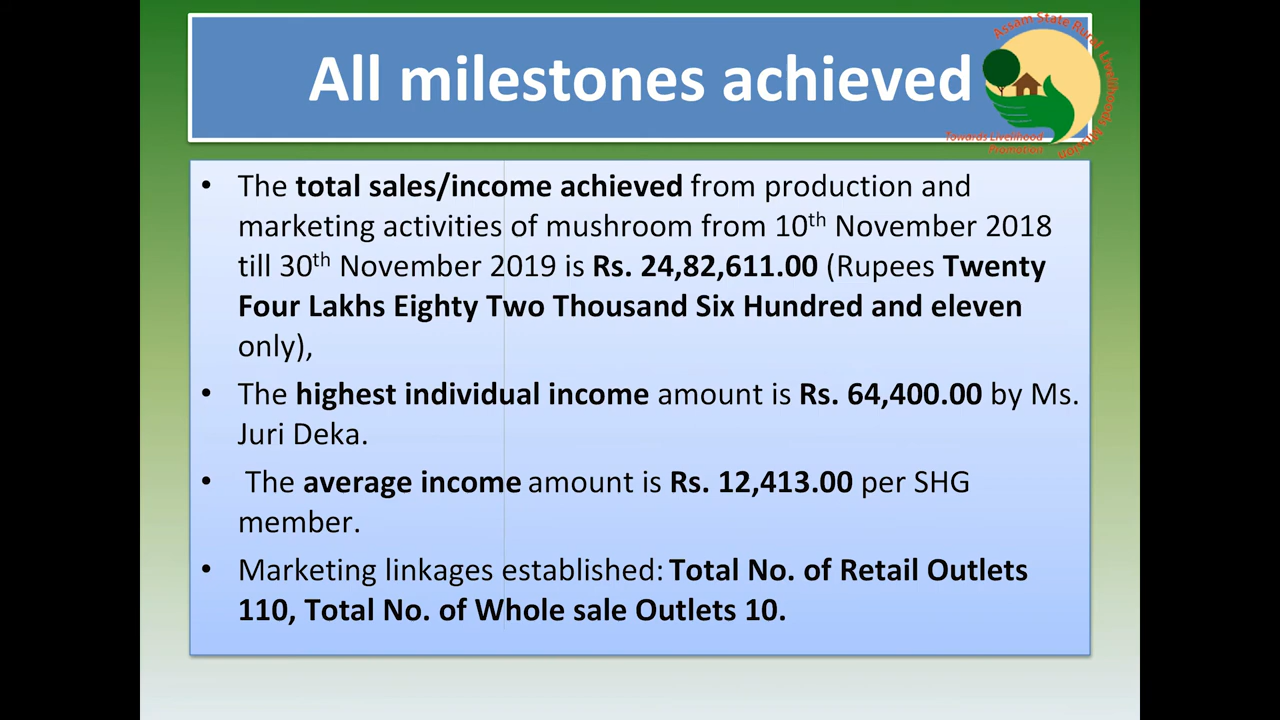 All milestones achieved
Assam State Rural Livelihoods Mission
Towards Livelihood
Promotion
• The total sales/income achieved from production and
marketing activities of mushroom from 10th November 2018
till 30th November 2019 is Rs. 24,82,611.00 (Rupees Twenty
Four Lakhs Eighty Two Thousand Six Hundred and eleven
only),
• The highest individual income amount is Rs. 64,400.00 by Ms.
Juri Deka.
• The average income amount is Rs. 12,413.00 per SHG
member.
• Marketing linkages established: Total No. of Retail Outlets
110, Total No. of Whole sale Outlets 10.